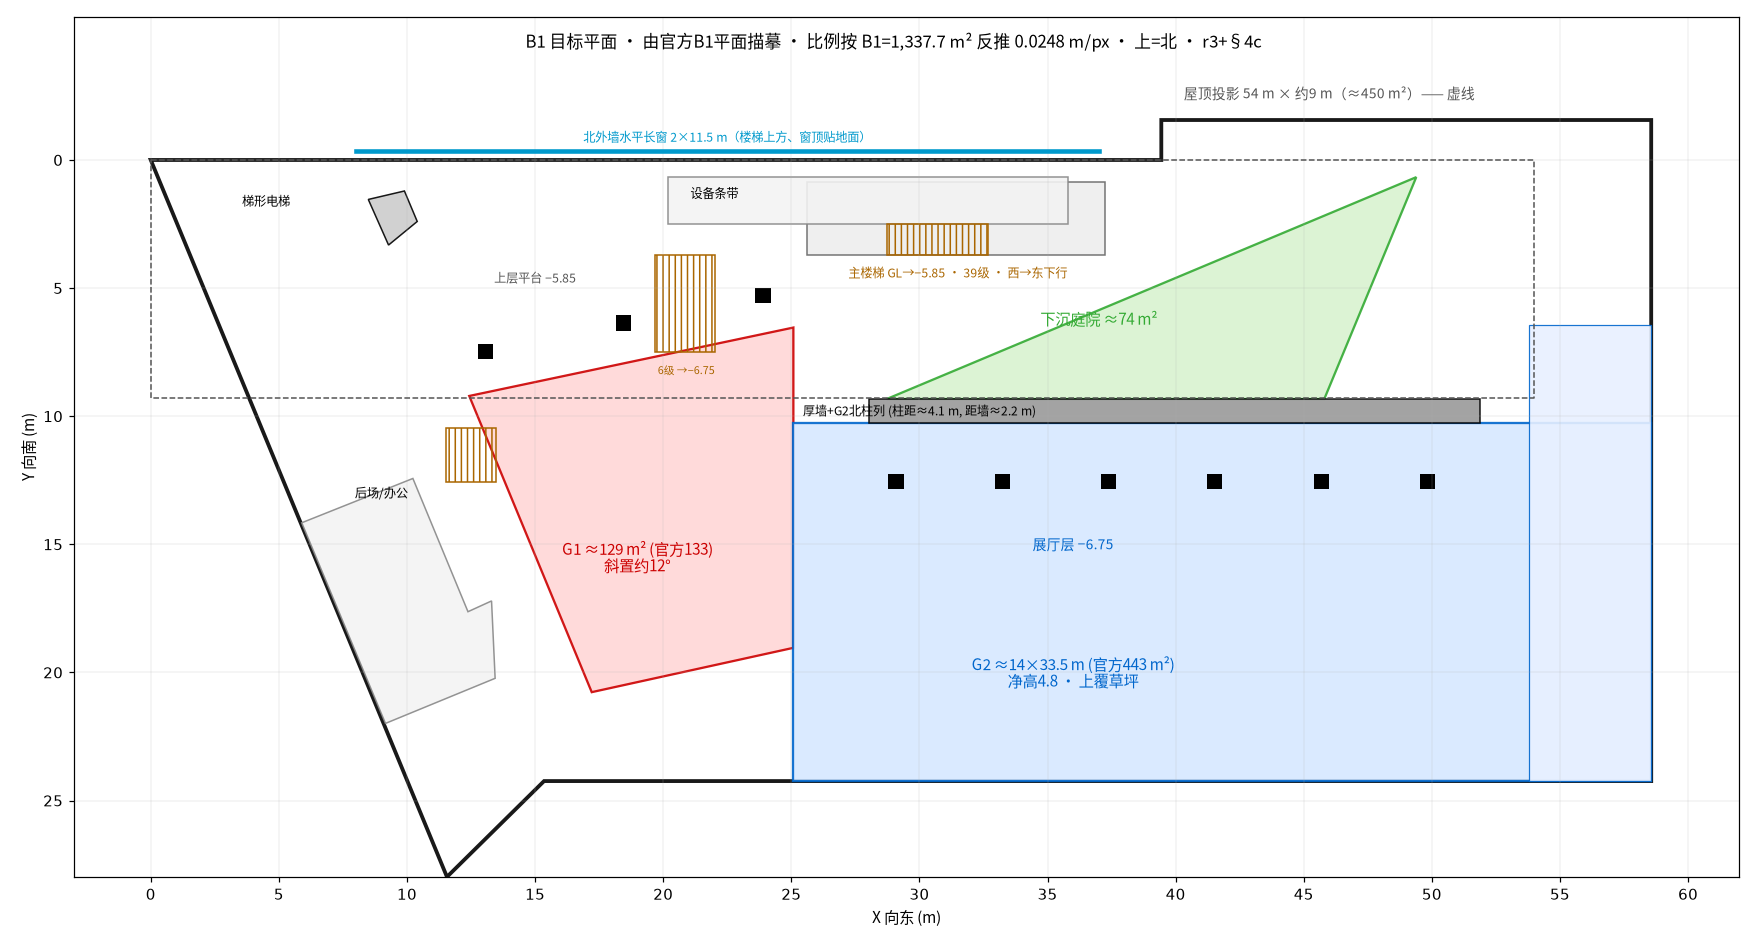 B1 目标平面 · 由官方B1平面描摹 · 比例按 B1=1,337.7 m² 反推 0.0248 m/px · 上=北 · r3+§4c
屋顶投影 54 m × 约9 m（≈450 m²）—— 虚线
北外墙水平长窗 2×11.5 m（楼梯上方、窗顶贴地面）
梯形电梯
设备条带
上层平台 −5.85
主楼梯 GL→−5.85 · 39级 · 西→东下行
下沉庭院 ≈74 m²
6级 →−6.75
厚墙+G2北柱列 (柱距≈4.1 m, 距墙≈2.2 m)
后场/办公
G1 ≈129 m² (官方133)
斜置约12°
展厅层 −6.75
G2 ≈14×33.5 m (官方443 m²)
净高4.8 · 上覆草坪
Y 向南 (m)
0
5
10
15
20
25
0
5
10
15
20
25
30
35
40
45
50
55
60
X 向东 (m)